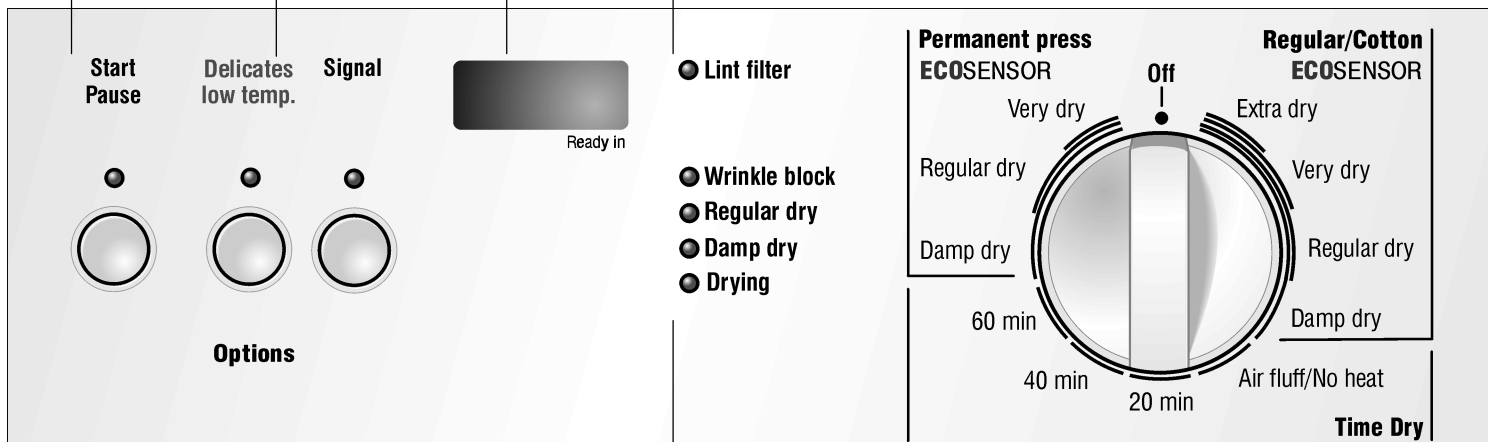 Start
Pause
Delicates
low temp.
Signal
Ready in
Options
Lint filter
Wrinkle block
Regular dry
Damp dry
Drying
Permanent press
ECOSENSOR
Very dry
Regular dry
Damp dry
Off
Regular/Cotton
ECOSENSOR
Extra dry
Very dry
Regular dry
Damp dry
60 min
40 min
20 min
Air fluff/No heat
Time Dry